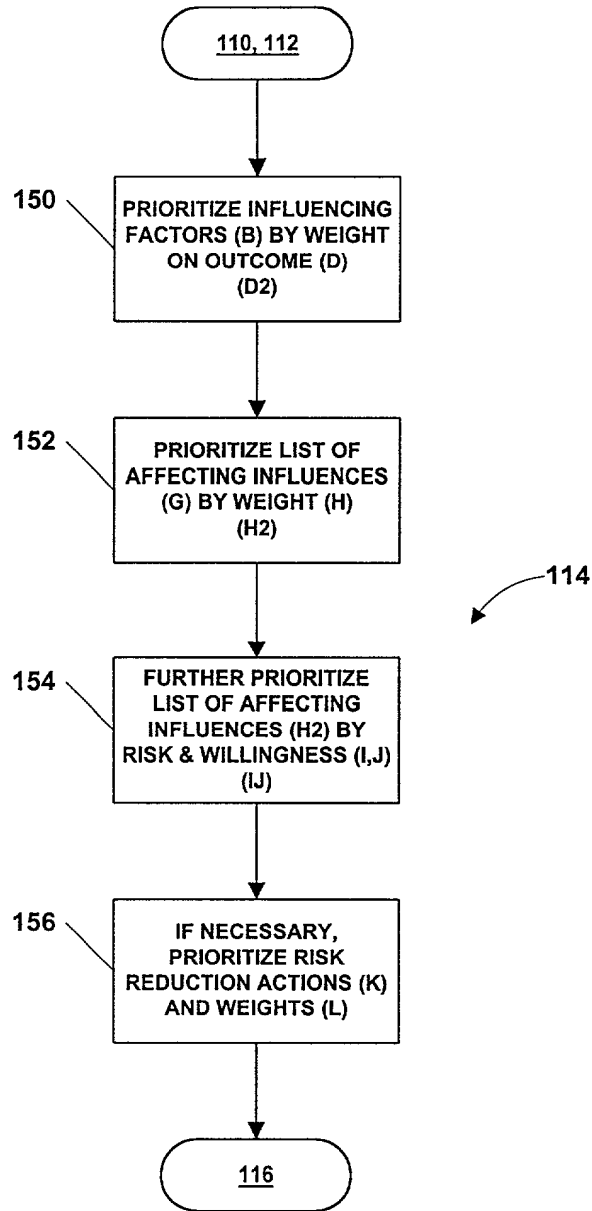 110, 112
150
PRIORITIZE INFLUENCING
FACTORS (B) BY WEIGHT
ON OUTCOME (D)
(D2)
152
PRIORITIZE LIST OF
AFFECTING INFLUENCES
(G) BY WEIGHT (H)
(H2)
114
154
FURTHER PRIORITIZE
LIST OF AFFECTING
INFLUENCES (H2) BY
RISK & WILLINGNESS (I,J)
(IJ)
156
IF NECESSARY,
PRIORITIZE RISK
REDUCTION ACTIONS (K)
AND WEIGHTS (L)
116